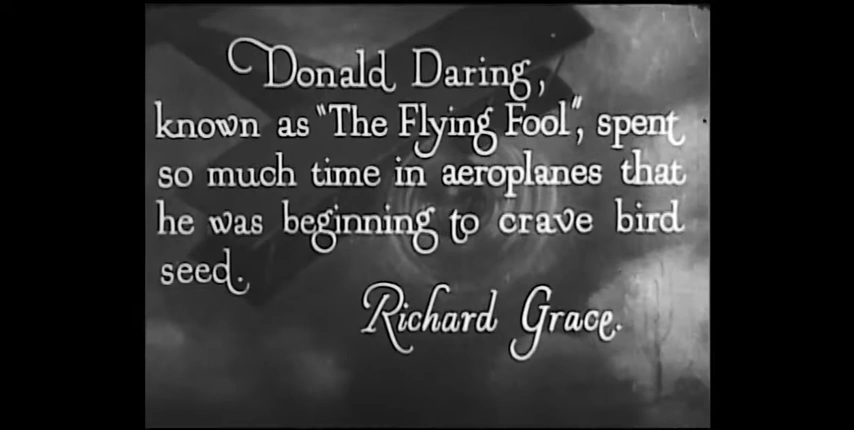 Donald Daring,
known as "The Flying Fool", spent
so much time in aeroplanes that
he was beginning to crave bird
seed.
Richard Grace.